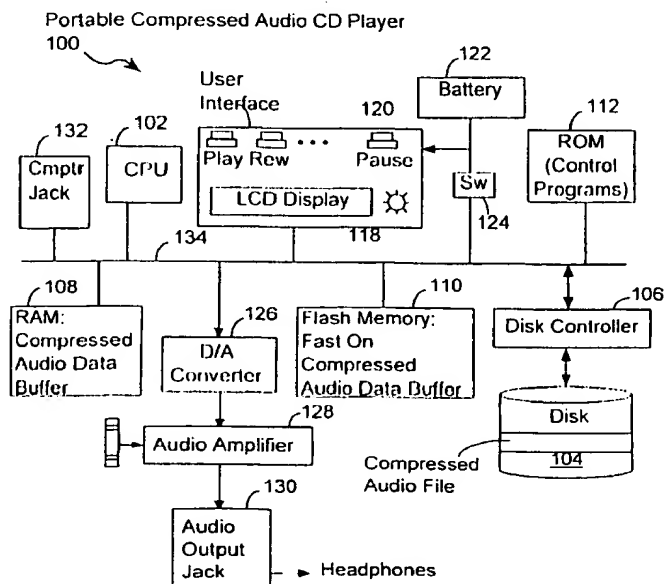 Portable Compressed Audio CD Player
100
User
Interface
122
Battery
120
112
ROM
(Control
Programs)
132
Cmptr
Jack
102
CPU
Play Rew • • • Pause
LCD Display
118
Sw
124
134
108
RAM:
Compressed
Audio Data
Buffer
126
D/A
Converter
110
Flash Memory:
Fast On
Compressed
Audio Data Buffer
106
Disk Controller
128
Audio Amplifier
Disk
104
Compressed
Audio File
130
Audio
Output
Jack
Headphones